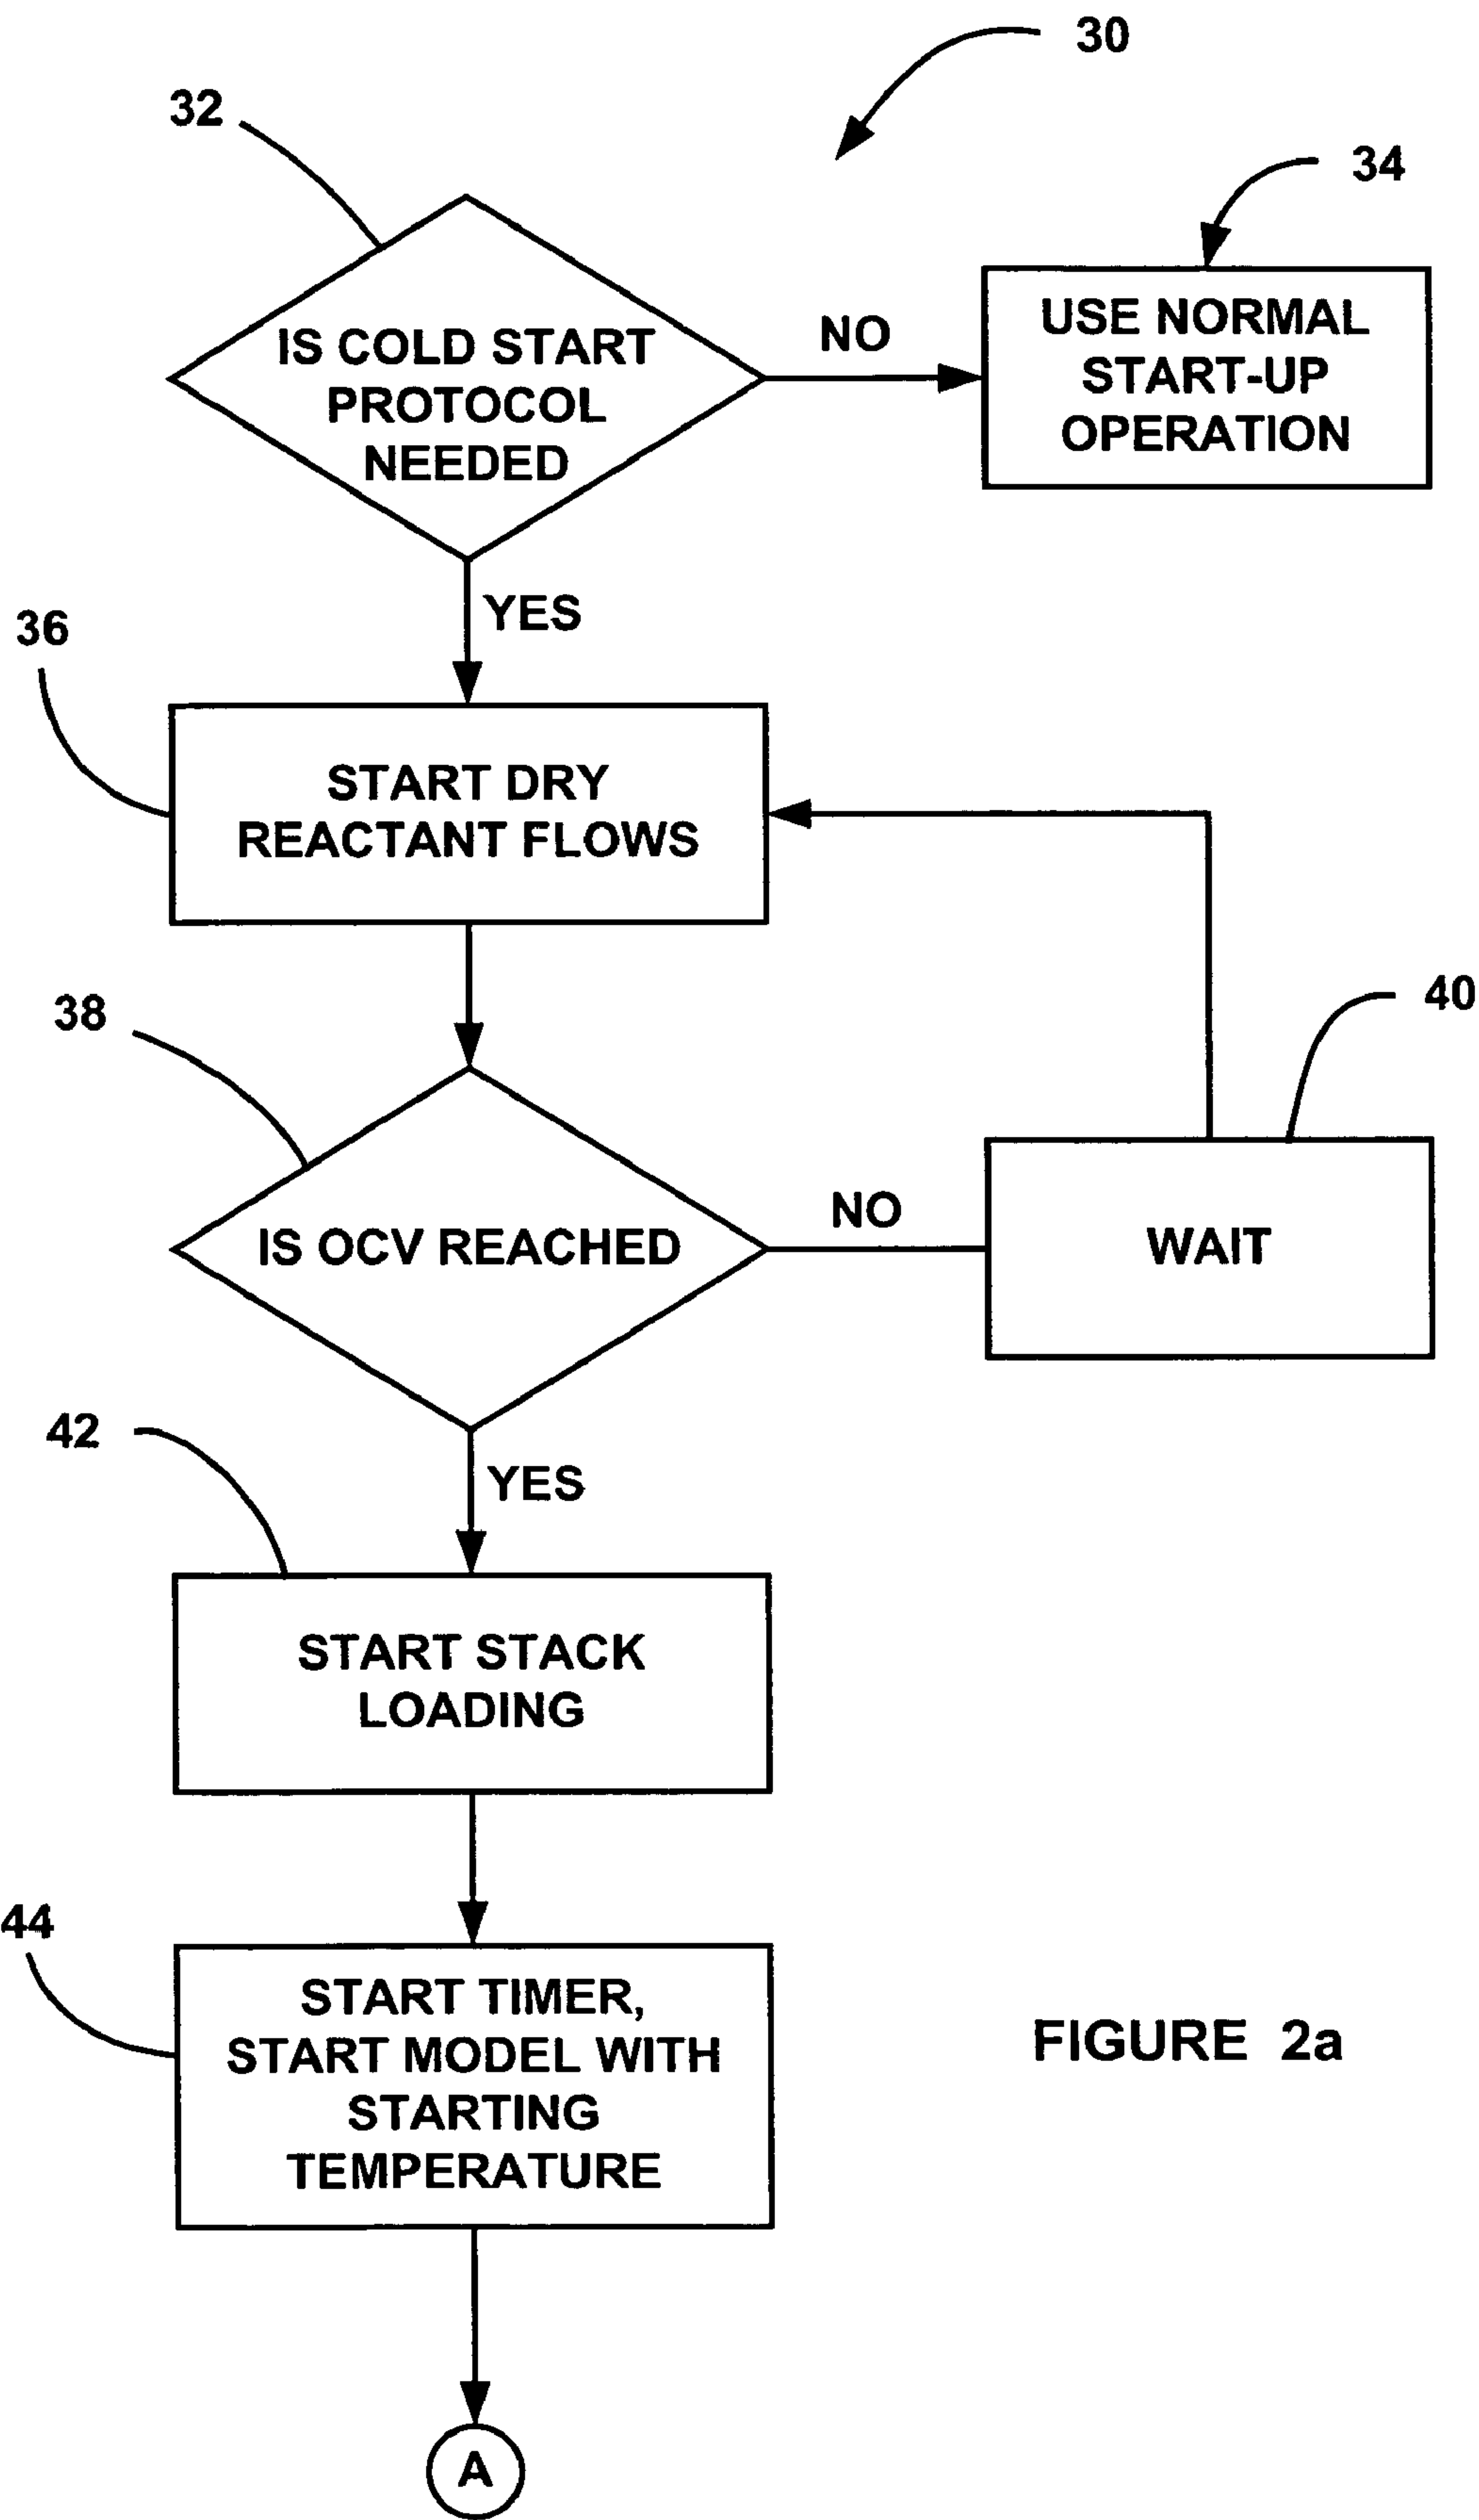 30
32
34
IS COLD START
PROTOCOL
NEEDED
NO
USE NORMAL
START-UP
OPERATION
YES
36
START DRY
REACTANT FLOWS
38
40
IS OCV REACHED
NO
WAIT
42
YES
START STACK
LOADING
44
START TIMER,
START MODEL WITH
STARTING
TEMPERATURE
FIGURE 2a
A